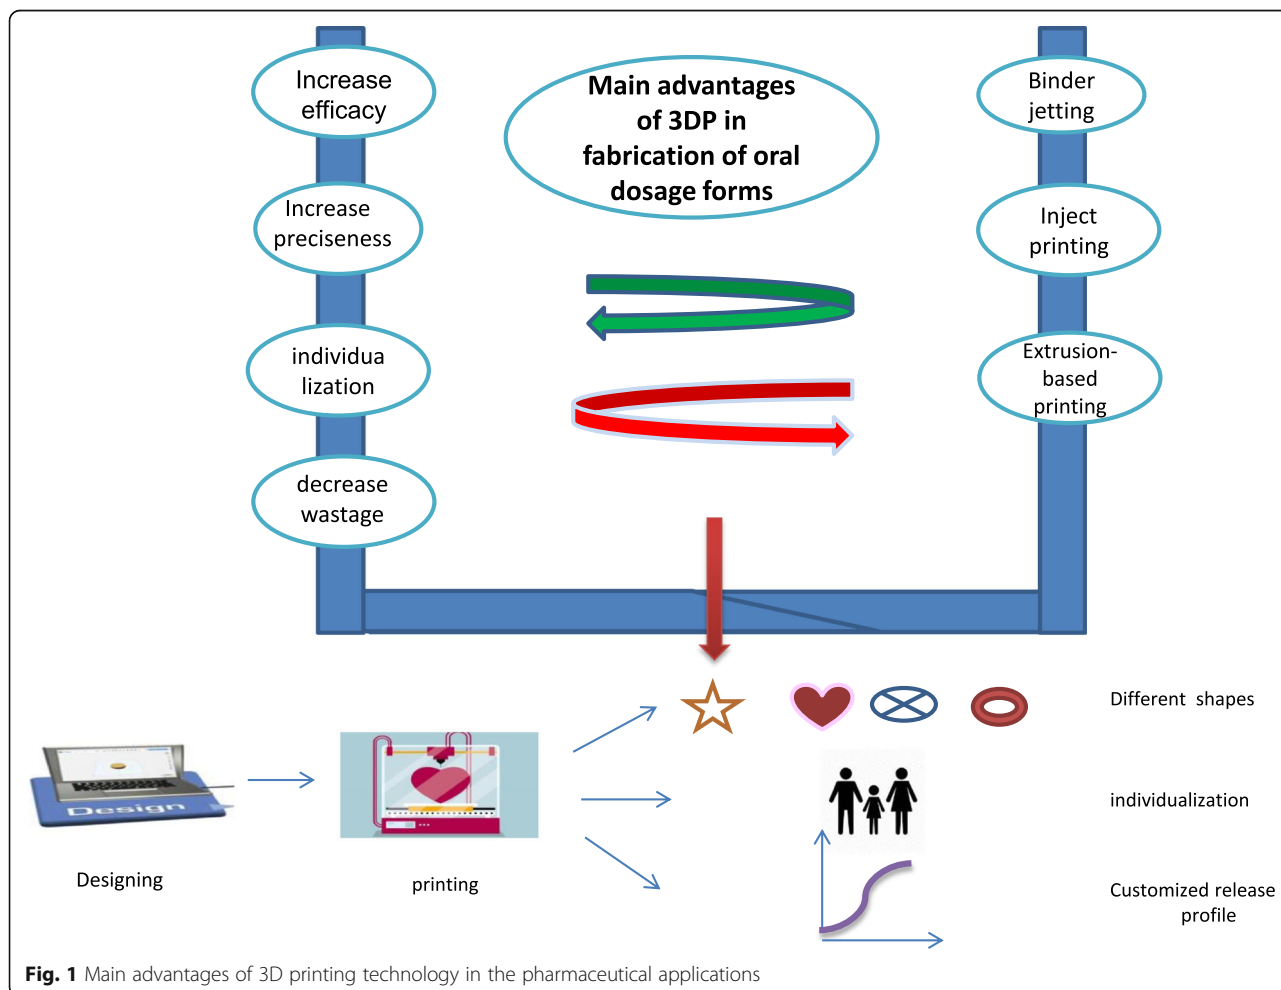 Increase
efficacy
Increase
preciseness
individua
lization
decrease
wastage
Main advantages
of 3DP in
fabrication of oral
dosage forms
Binder
jetting
Inject
printing
Extrusion-
based
printing
Different shapes
Design
individualization
Designing
printing
Customized release
profile
Fig. 1 Main advantages of 3D printing technology in the pharmaceutical applications